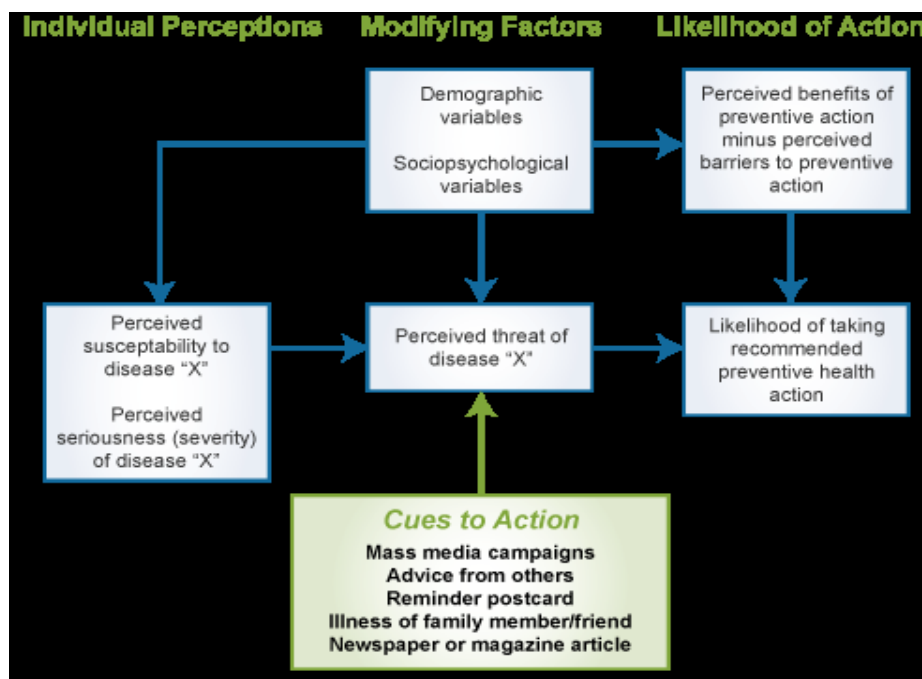 Individual Perceptions
Modifying Factors
Likelihood of Action
Demographic
variables
Sociopsychological
variables
Perceived benefits of
preventive action
minus perceived
barriers to preventive
action
Perceived
susceptability to
disease “X”
Perceived
seriousness (severity)
of disease “X”
Perceived threat of
disease “X”
Likelihood of taking
recommended
preventive health
action
Cues to Action
Mass media campaigns
Advice from others
Reminder postcard
Illness of family member/friend
Newspaper or magazine article